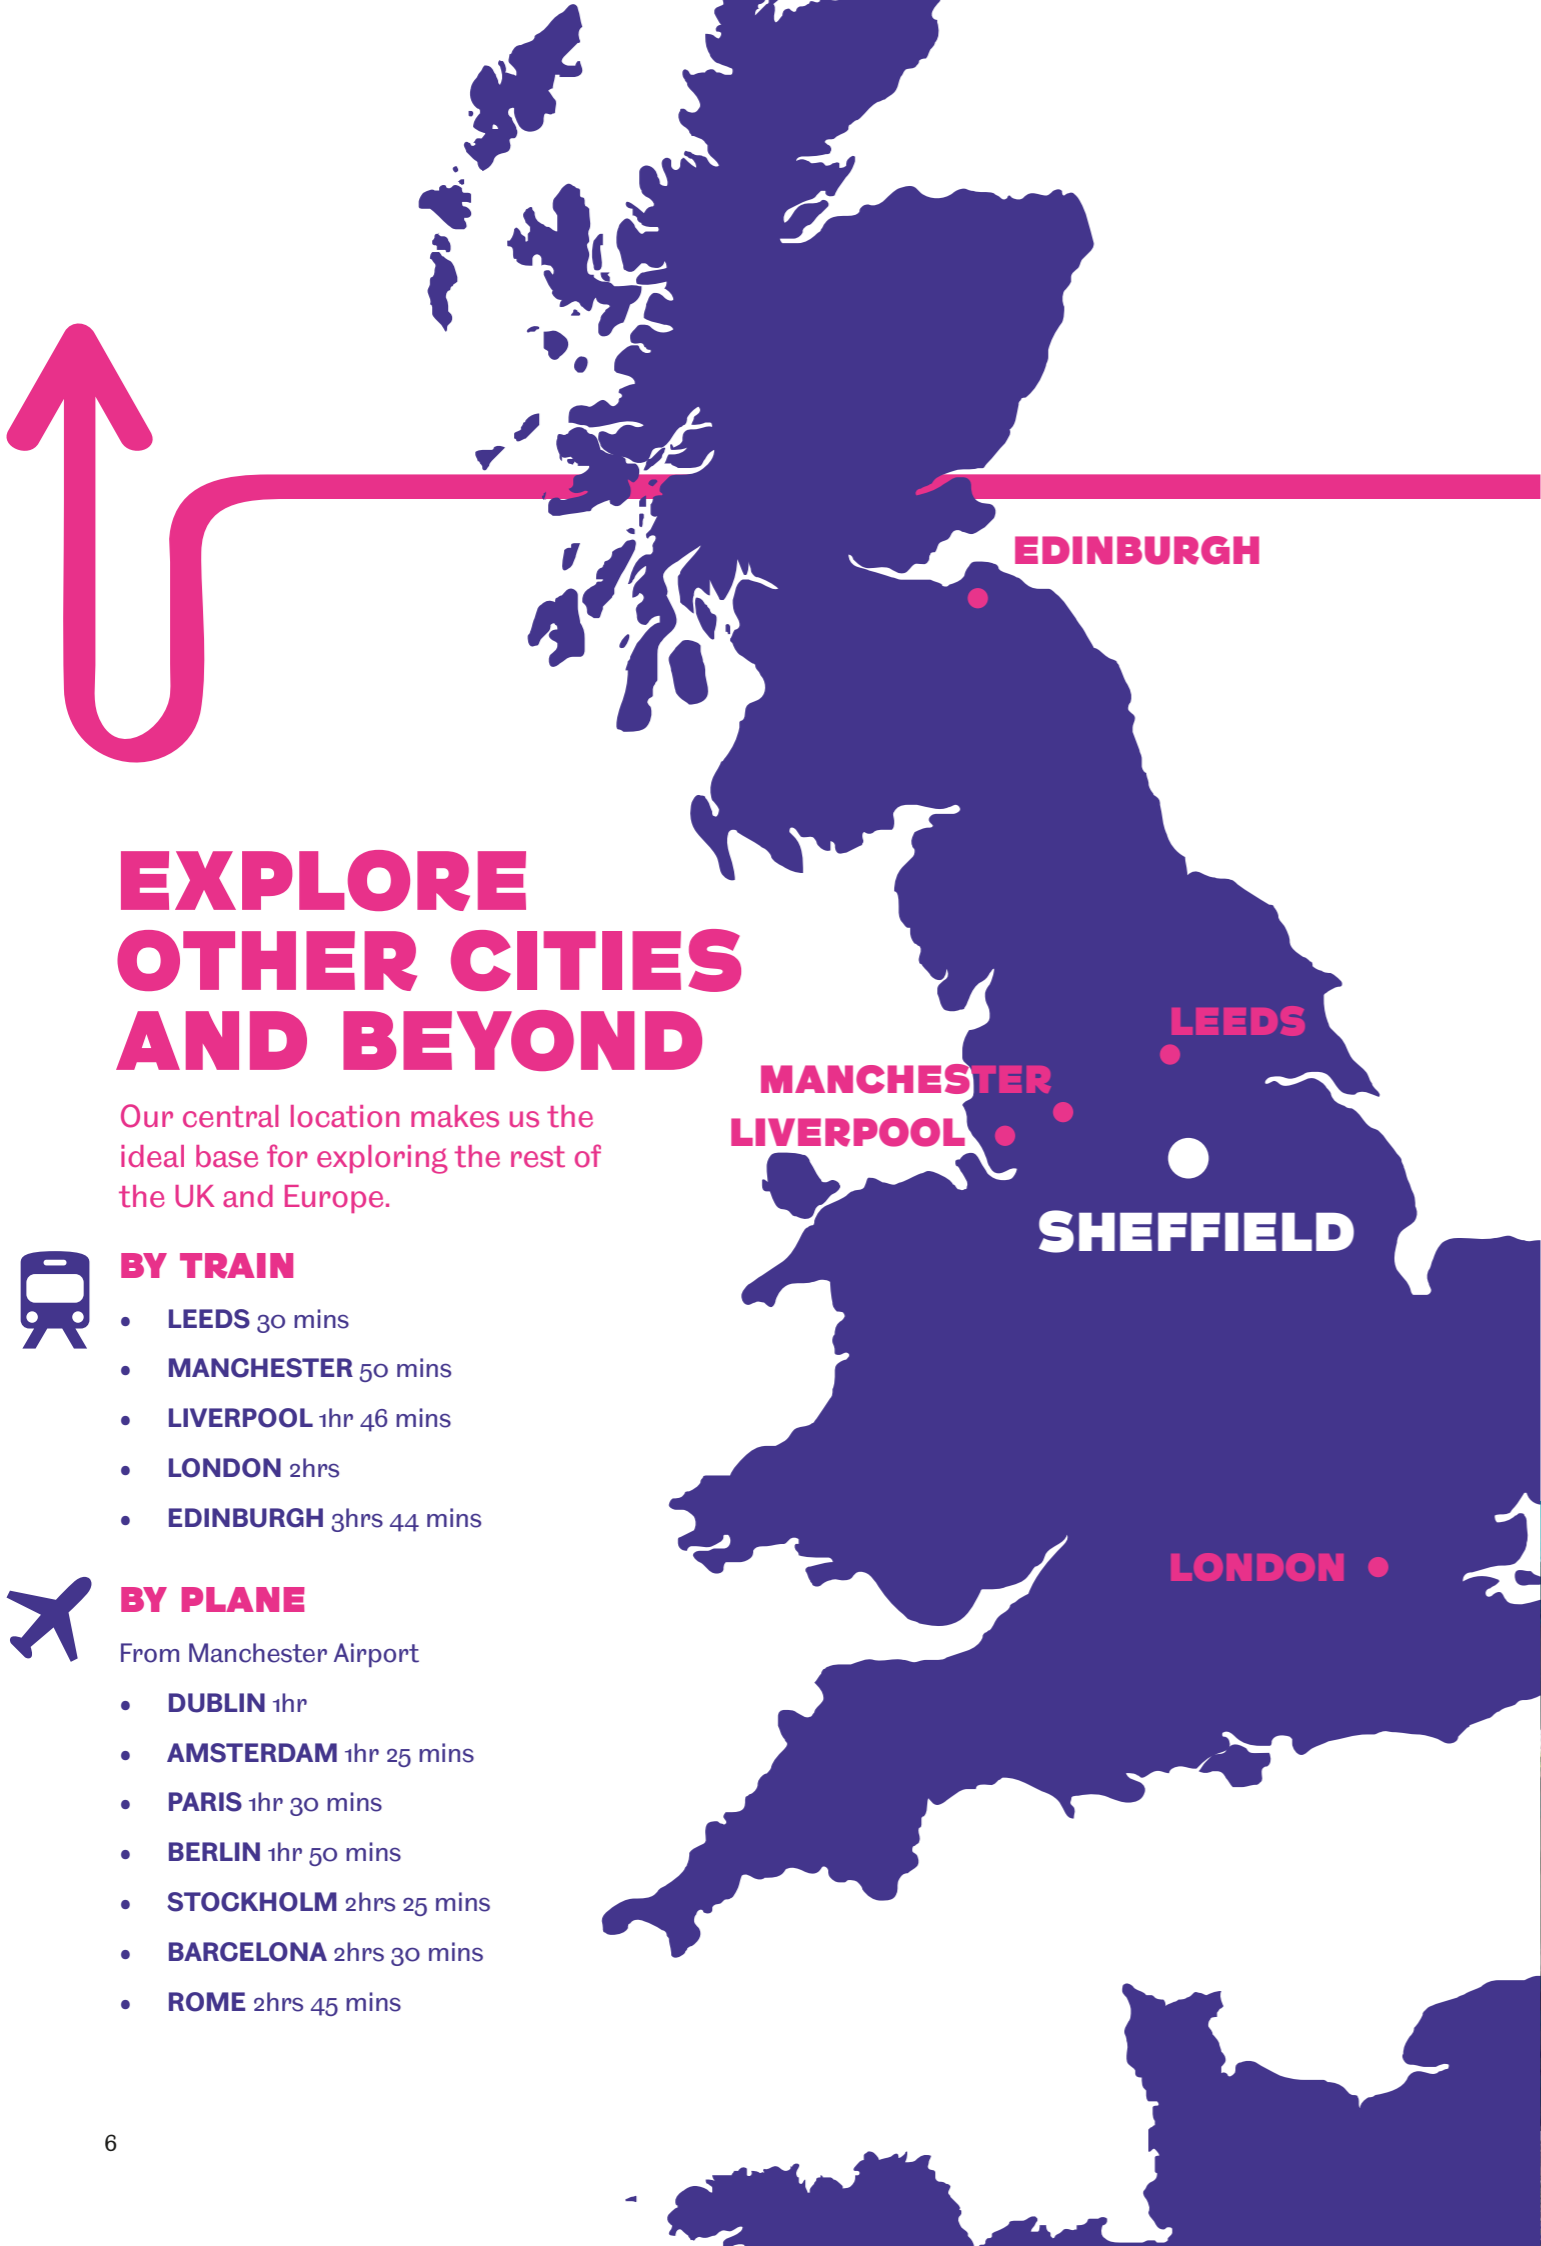 EDINBURGH
EXPLORE
OTHER CITIES
AND BEYOND
Our central location makes us the
ideal base for exploring the rest of
the UK and Europe.
LEEDS
MANCHESTER
LIVERPOOL
SHEFFIELD
LONDON
BY TRAIN
• LEEDS 30 mins
• MANCHESTER 50 mins
• LIVERPOOL 1hr 46 mins
• LONDON 2hrs
• EDINBURGH 3hrs 44 mins
BY PLANE
From Manchester Airport
• DUBLIN 1hr
• AMSTERDAM 1hr 25 mins
• PARIS 1hr 30 mins
• BERLIN 1hr 50 mins
• STOCKHOLM 2hrs 25 mins
• BARCELONA 2hrs 30 mins
• ROME 2hrs 45 mins
6